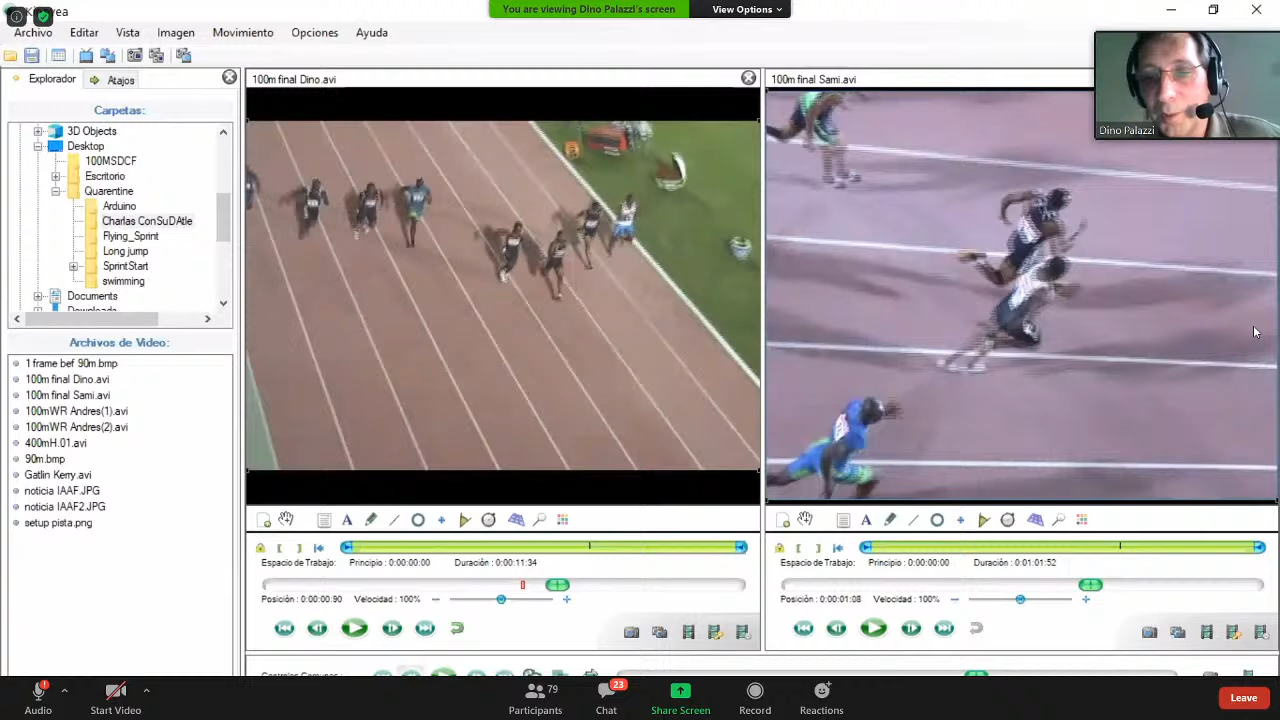 You are viewing Dino Palazzi's screen
View Options
Archivo Editar Vista Imagen Movimiento Opciones Ayuda
Explorador Atajos
Carpetas:
3D Objects
Desktop
100MSDCF
Escritorio
Quarentine
Arduino
Charlas ConSuDAtle
Flying_Sprint
Long jump
SprintStart
swimming
Documents
Archivos de Video:
1 frame bef 90m.bmp
100m final Dino.avi
100m final Sami.avi
100mWR Andres(1).avi
100mWR Andres(2).avi
400mH.01.avi
90m.bmp
Gatlin Kerry.avi
noticia IAAF.JPG
noticia IAAF2.JPG
setup pista.png
100m final Dino.avi
Espacio de Trabajo: Principio : 0:00:00:00 Duración : 0:00:11:34
Posición : 0:00:00:90 Velocidad : 100%
100m final Sami.avi
Dino Palazzi
Espacio de Trabajo: Principio : 0:00:00:00 Duración : 0:01:01:52
Posición : 0:00:01:08 Velocidad : 100%
Audio
Start Video
79
Participants
23
Chat
Share Screen
Record
Reactions
Leave